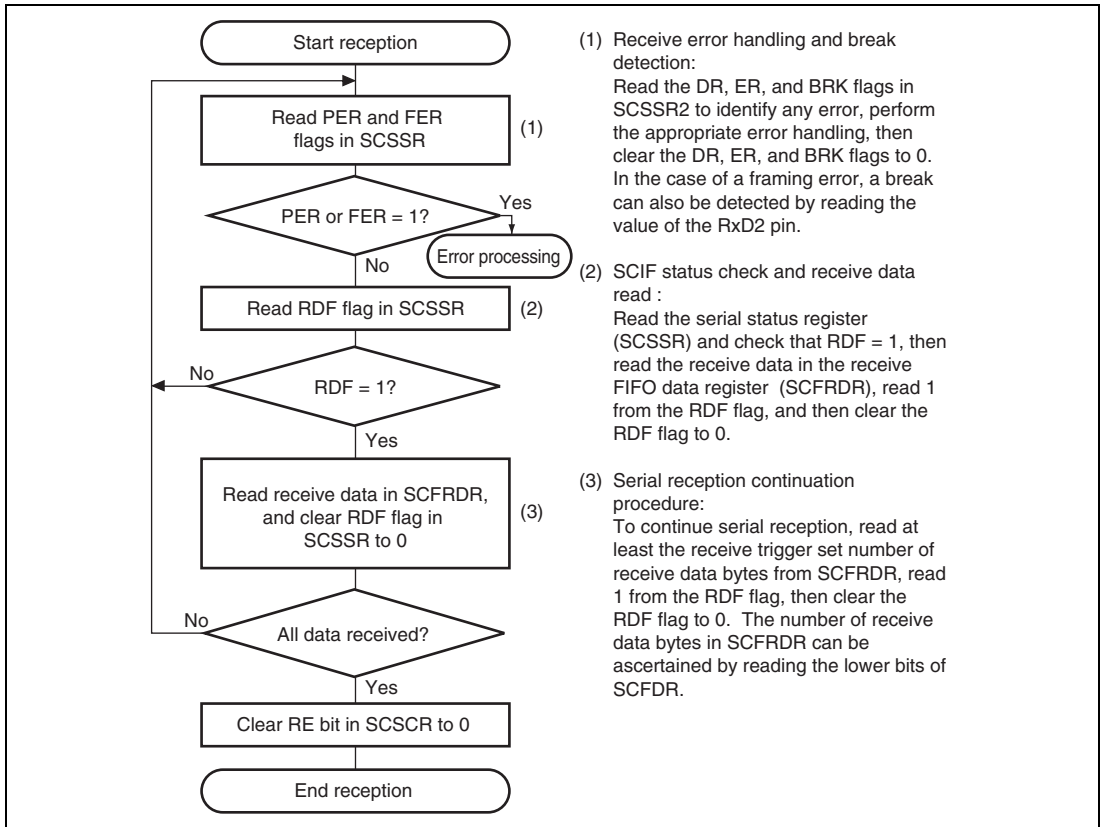 Start reception
Read PER and FER
flags in SCSSR
(1)
PER or FER = 1?
Yes
Error processing
No
Read RDF flag in SCSSR
(2)
No
RDF = 1?
Yes
Read receive data in SCFRDR,
and clear RDF flag in
SCSSR to 0
(3)
No
All data received?
Yes
Clear RE bit in SCSCR to 0
End reception
(1) Receive error handling and break
detection:
Read the DR, ER, and BRK flags in
SCSSR2 to identify any error, perform
the appropriate error handling, then
clear the DR, ER, and BRK flags to 0.
In the case of a framing error, a break
can also be detected by reading the
value of the RxD2 pin.
(2) SCIF status check and receive data
read :
Read the serial status register
(SCSSR) and check that RDF = 1, then
read the receive data in the receive
FIFO data register (SCFRDR), read 1
from the RDF flag, and then clear the
RDF flag to 0.
(3) Serial reception continuation
procedure:
To continue serial reception, read at
least the receive trigger set number of
receive data bytes from SCFRDR, read
1 from the RDF flag, then clear the
RDF flag to 0. The number of receive
data bytes in SCFRDR can be
ascertained by reading the lower bits of
SCFDR.